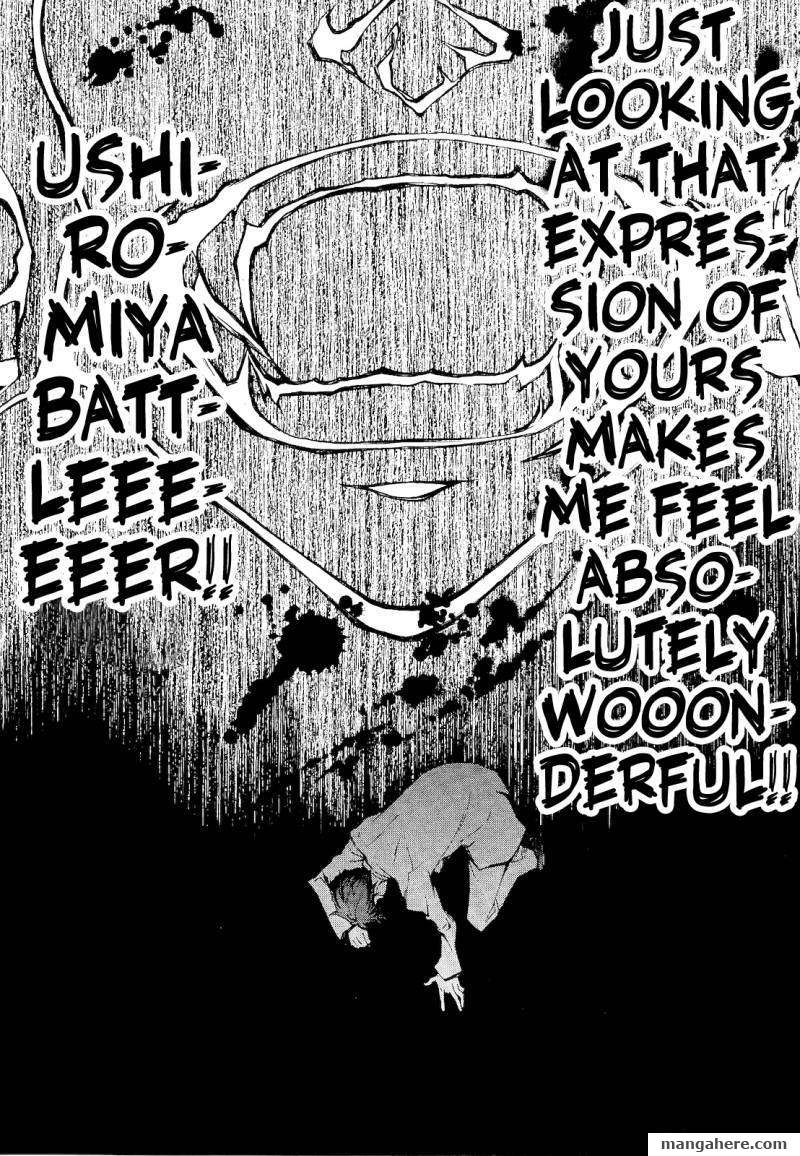 JUST
LOOKING
AT THAT
EXPRES-
SION OF
YOURS
MAKES
ME FEEL
ABSO-
LUTELY
WOOON-
DERFUL!!
USHI-
RO-
MIYA
BATT-
LEEE-
EEER!!
mangahere.com